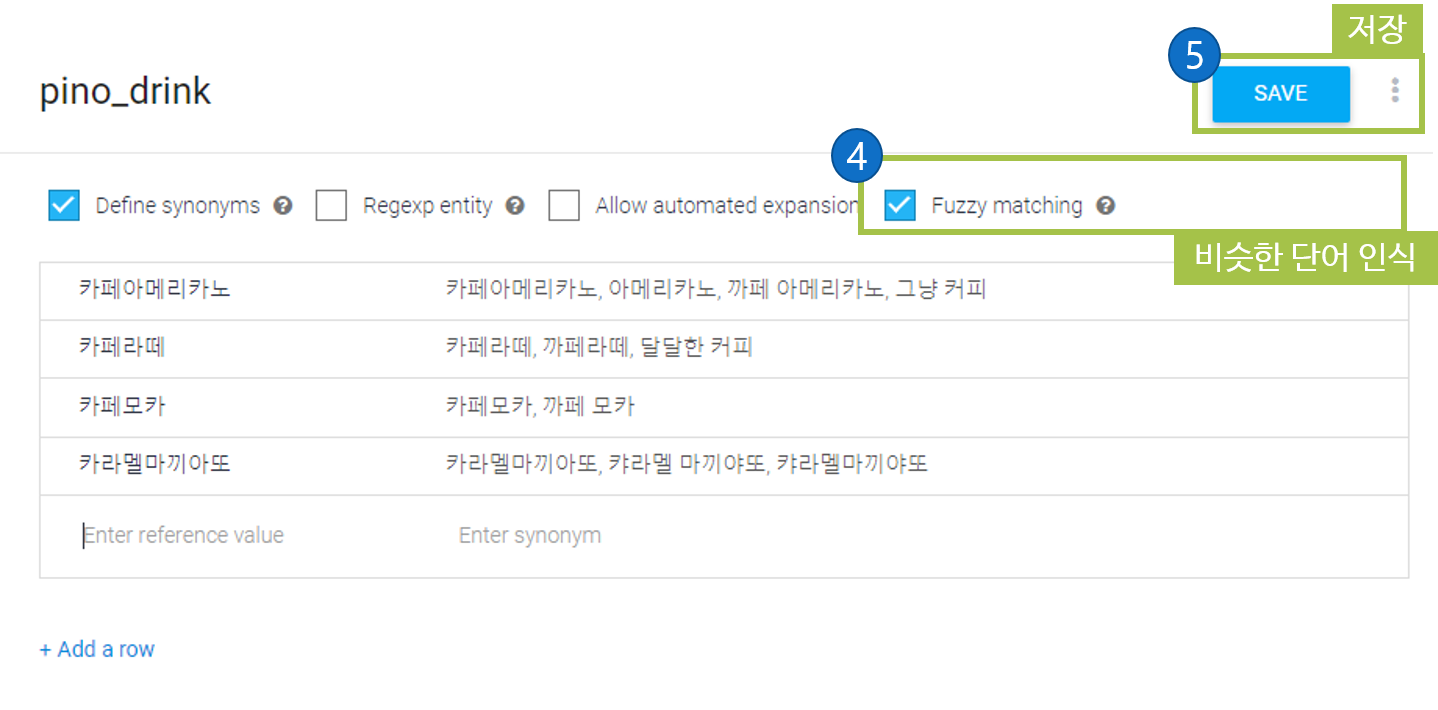 저장
5
pino_drink
SAVE
4
Define synonyms ? Regexp entity ? Allow automated expansion Fuzzy matching ?
비슷한 단어 인식
카페아메리카노 카페아메리카노, 아메리카노, 까페 아메리카노, 그냥 커피
카페라떼 카페라떼, 까페라떼, 달달한 커피
카페모카 카페모카, 까페 모카
카라멜마끼아또 카라멜마끼아또, 캬라멜 마끼야또, 캬라멜마끼야또
Enter reference value Enter synonym
+ Add a row